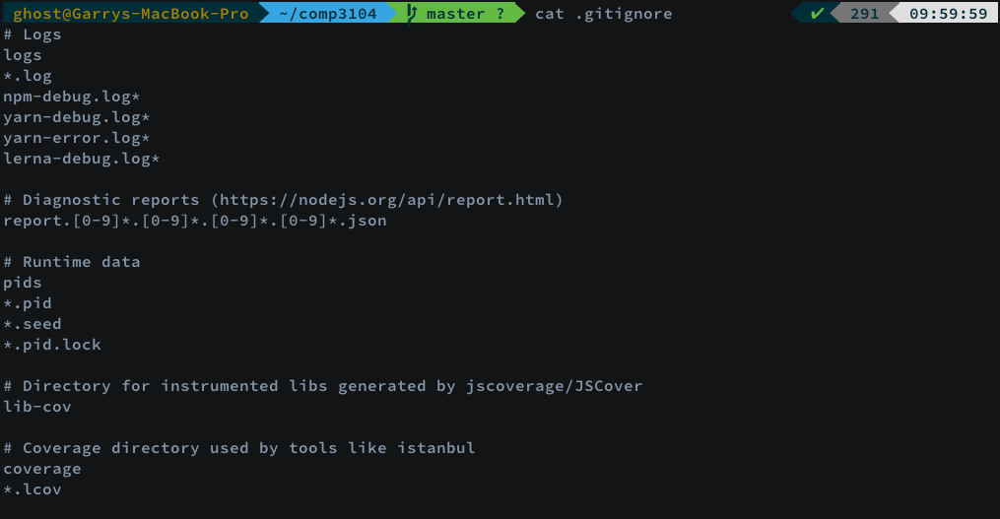 ghost@Garrys-MacBook-Pro ~/comp3104 master ? cat .gitignore ✔ 291 09:59:59
# Logs
logs
*.log
npm-debug.log*
yarn-debug.log*
yarn-error.log*
lerna-debug.log*
# Diagnostic reports (https://nodejs.org/api/report.html)
report.[0-9]*.[0-9]*.[0-9]*.[0-9]*.json
# Runtime data
pids
*.pid
*.seed
*.pid.lock
# Directory for instrumented libs generated by jscoverage/JSCover
lib-cov
# Coverage directory used by tools like istanbul
coverage
*.lcov